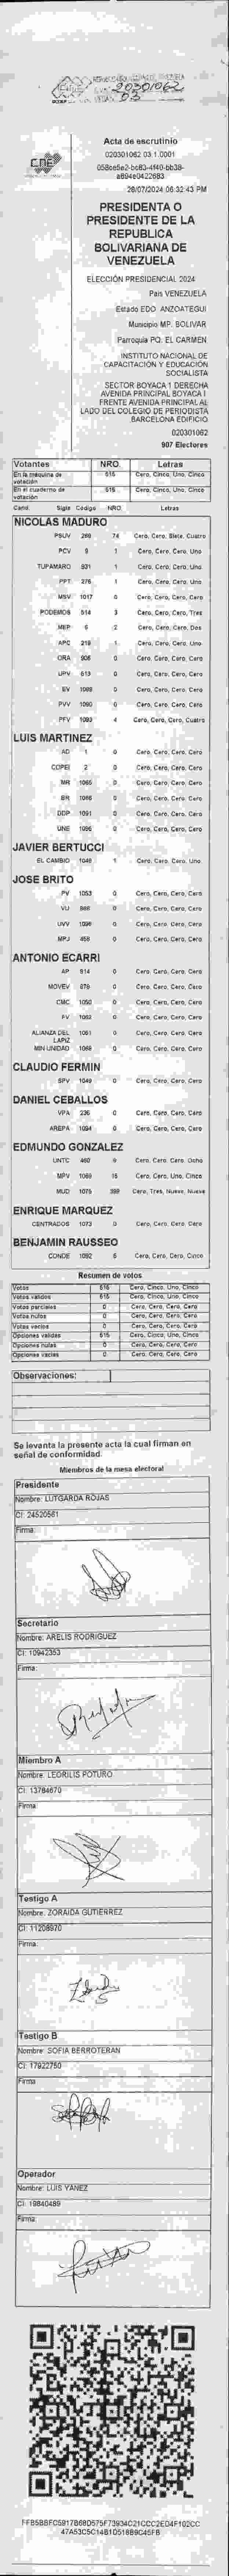 02030106 2
03
CNE
Acta de escrutinio
020301062.03.1.0001
28/07/2024 06:32:43 PM
PRESIDENTA O
PRESIDENTE DE LA
REPUBLICA
BOLIVARIANA DE
VENEZUELA
ELECCIÓN PRESIDENCIAL 2024
País VENEZUELA
Estado EDO. ANZOATEGUI
Municipio MP. BOLIVAR
Parroquia PQ. EL CARMEN
INSTITUTO NACIONAL DE
CAPACITACIÓN Y EDUCACIÓN
SOCIALISTA
SECTOR BOYACA 1 DERECHA
AVENIDA PRINCIPAL BOYACA I
FRENTE AVENIDA PRINCIPAL AL
LADO DEL COLEGIO DE PERIODISTA
BARCELONA EDIFICIO
020301062
907 Electores
Votantes NRO. Letras
En la máquina de votación 515 Cero, Cinco, Uno, Cinco
En el cuaderno de votación 515 Cero, Cinco, Uno, Cinco
Cand. Sigla Código NRO. Letras
NICOLAS MADURO
PSUV 269 74 Cero, Cero, Siete, Cuatro
PCV 9 1 Cero, Cero, Cero, Uno
TUPAMARO 931 1 Cero, Cero, Cero, Uno
PPT 276 1 Cero, Cero, Cero, Uno
MSV 1017 0 Cero, Cero, Cero, Cero
PODEMOS 514 3 Cero, Cero, Cero, Tres
MEP 6 2 Cero, Cero, Cero, Dos
APC 219 1 Cero, Cero, Cero, Uno
ORA 906 0 Cero, Cero, Cero, Cero
UPV 613 0 Cero, Cero, Cero, Cero
EV 1088 0 Cero, Cero, Cero, Cero
PVV 1090 0 Cero, Cero, Cero, Cero
PFV 1093 4 Cero, Cero, Cero, Cuatro
LUIS MARTINEZ
AD 1 0 Cero, Cero, Cero, Cero
COPEI 2 0 Cero, Cero, Cero, Cero
MR 1065 0 Cero, Cero, Cero, Cero
BR 1066 0 Cero, Cero, Cero, Cero
DDP 1091 0 Cero, Cero, Cero, Cero
UNE 1096 0 Cero, Cero, Cero, Cero
JAVIER BERTUCCI
EL CAMBIO 1046 1 Cero, Cero, Cero, Uno
JOSE BRITO
PV 1053 0 Cero, Cero, Cero, Cero
VU 988 0 Cero, Cero, Cero, Cero
UVV 1098 0 Cero, Cero, Cero, Cero
MPJ 458 0 Cero, Cero, Cero, Cero
ANTONIO ECARRI
AP 914 0 Cero, Cero, Cero, Cero
MOVEV 679 0 Cero, Cero, Cero, Cero
CMC 1050 0 Cero, Cero, Cero, Cero
FV 1062 0 Cero, Cero, Cero, Cero
ALIANZA DEL LAPIZ 1061 0 Cero, Cero, Cero, Cero
MIN UNIDAD 1068 0 Cero, Cero, Cero, Cero
CLAUDIO FERMIN
SPV 1049 0 Cero, Cero, Cero, Cero
DANIEL CEBALLOS
VPA 236 0 Cero, Cero, Cero, Cero
AREPA 1094 0 Cero, Cero, Cero, Cero
EDMUNDO GONZALEZ
UNTC 460 8 Cero, Cero, Cero, Ocho
MPV 1069 15 Cero, Cero, Uno, Cinco
MUD 1075 399 Cero, Tres, Nueve, Nueve
ENRIQUE MARQUEZ
CENTRADOS 1073 0 Cero, Cero, Cero, Cero
BENJAMIN RAUSSEO
CONDE 1092 5 Cero, Cero, Cero, Cinco
Resumen de votos
Votos 515 Cero, Cinco, Uno, Cinco
Votos validos 515 Cero, Cinco, Uno, Cinco
Votos parciales 0 Cero, Cero, Cero, Cero
Votos nulos 0 Cero, Cero, Cero, Cero
Votos vacios 0 Cero, Cero, Cero, Cero
Opciones validas 515 Cero, Cinco, Uno, Cinco
Opciones nulas 0 Cero, Cero, Cero, Cero
Opciones vacias 0 Cero, Cero, Cero, Cero
Observaciones:
Se levanta la presente acta la cual firman en
señal de conformidad.
Miembros de la mesa electoral
Presidente
Nombre: LUTGARDA ROJAS
CI: 24520561
Firma:
Secretario
Nombre: ARELIS RODRIGUEZ
CI: 10942353
Firma:
Miembro A
Nombre: LEORILIS POTURO
CI: 13784670
Firma:
Testigo A
Nombre: ZORAIDA GUTIERREZ
CI: 11208970
Firma:
Testigo B
Nombre: SOFIA BERROTERAN
CI: 17922750
Firma:
Operador
Nombre: LUIS YANEZ
CI: 19840489
Firma: